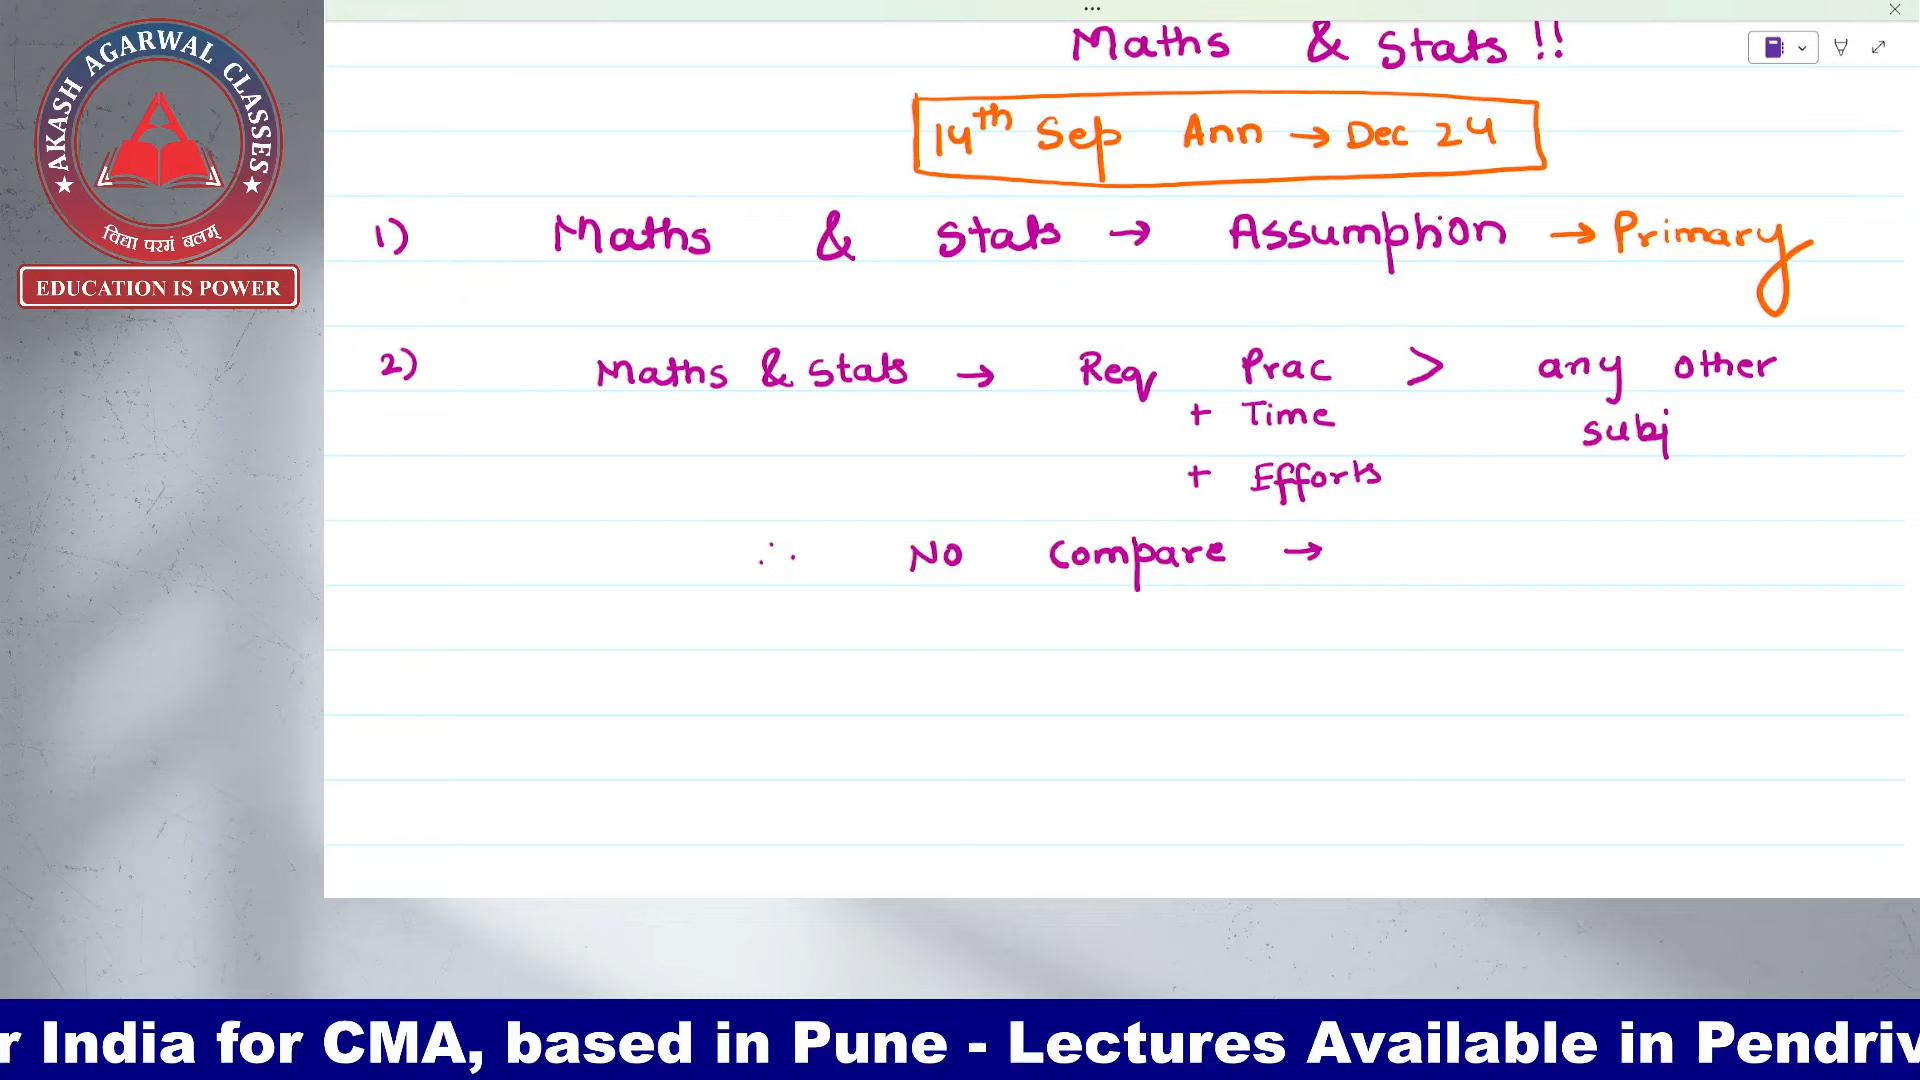 AKASH AGARWAL CLASSES
विद्या परमं बलम्
EDUCATION IS POWER
Maths & Stats !!
14th Sep Ann → Dec 24
1) Maths & Stats → Assumption → Primary
2) Maths & Stats → Req Prac > any other
+ Time
subj
+ Efforts
∴ No Compare →
r India for CMA, based in Pune - Lectures Available in Pendriv